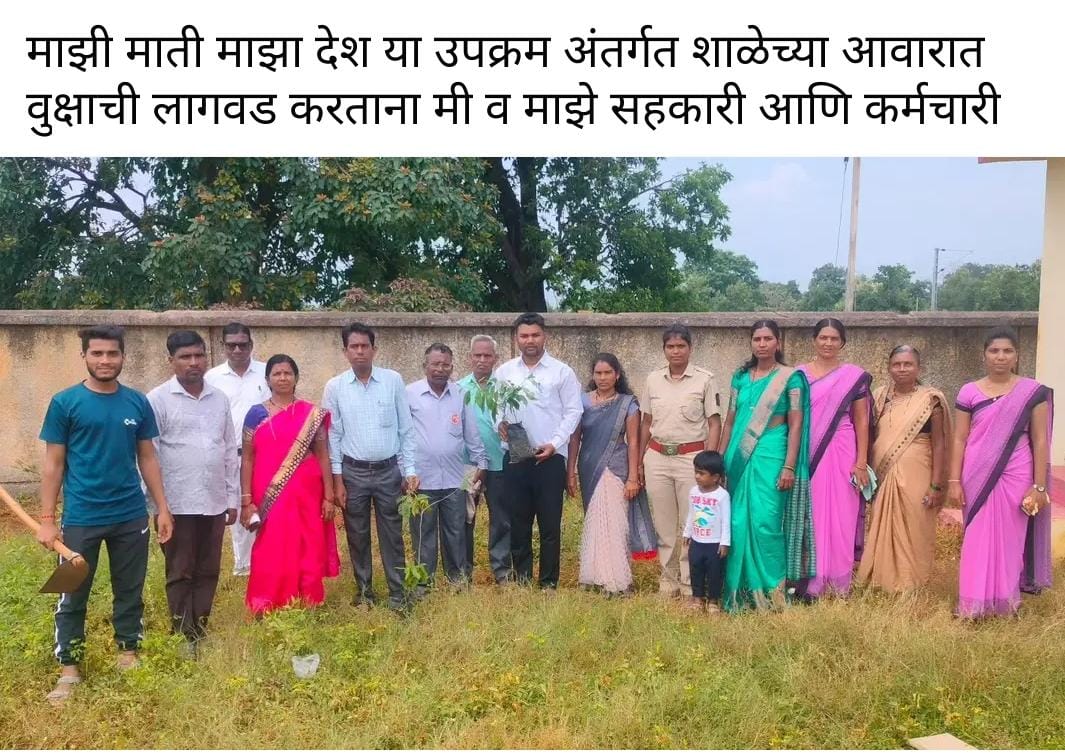 माझी माती माझा देश या उपक्रम अंतर्गत शाळेच्या आवारात
वुक्षाची लागवड करताना मी व माझे सहकारी आणि कर्मचारी